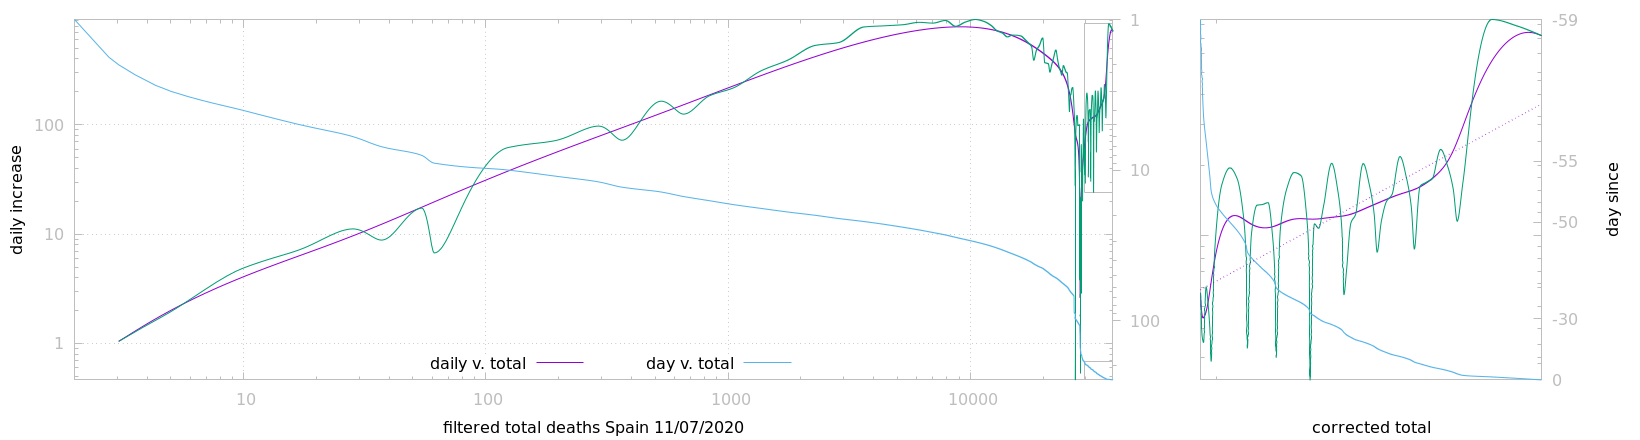 1
-59
100
daily increase
10
-55
-50
day since
10
100
-30
1
daily v. total
day v. total
0
10
100
1000
10000
filtered total deaths Spain 11/07/2020
corrected total